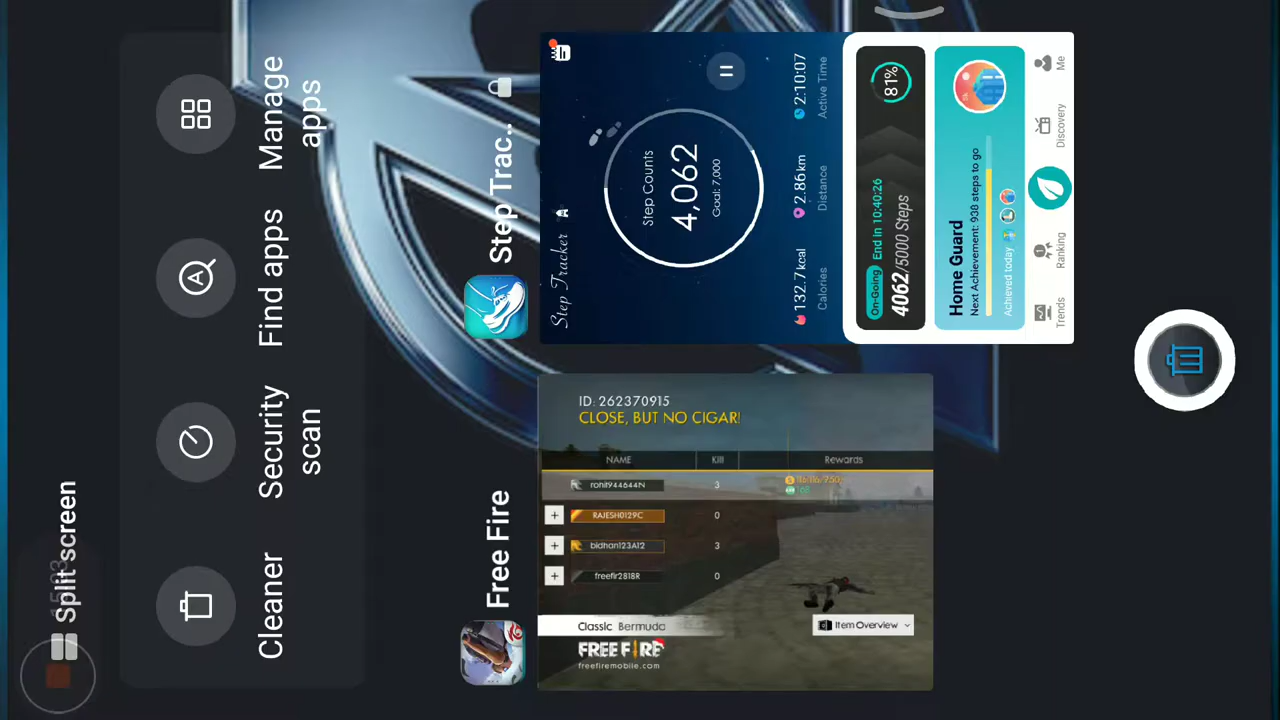 Split screen
Cleaner
Security scan
Find apps
Manage apps
Free Fire
Step Trac..
ID. 262370915
CLOSE, BUT NO CIGAR!
NAME Kill Rewards
rohit944644N 3
+ RAJESH0129C 0
+ bidhan123A12 3
+ freefir2818R 0
Classic Bermuda
Item Overview
FREE FIRE
freefiremobile.com
Step Tracker
Step Counts
4,062
Goal: 7,000
132.7 kcal
Calories
2.86 km
Distance
2:10:07
Active Time
On-Going End in 10:40:26
4062/5000 Steps
81%
Home Guard
Next Achievement: 938 steps to go
Achieved today
Trends
Ranking
Discovery
Me